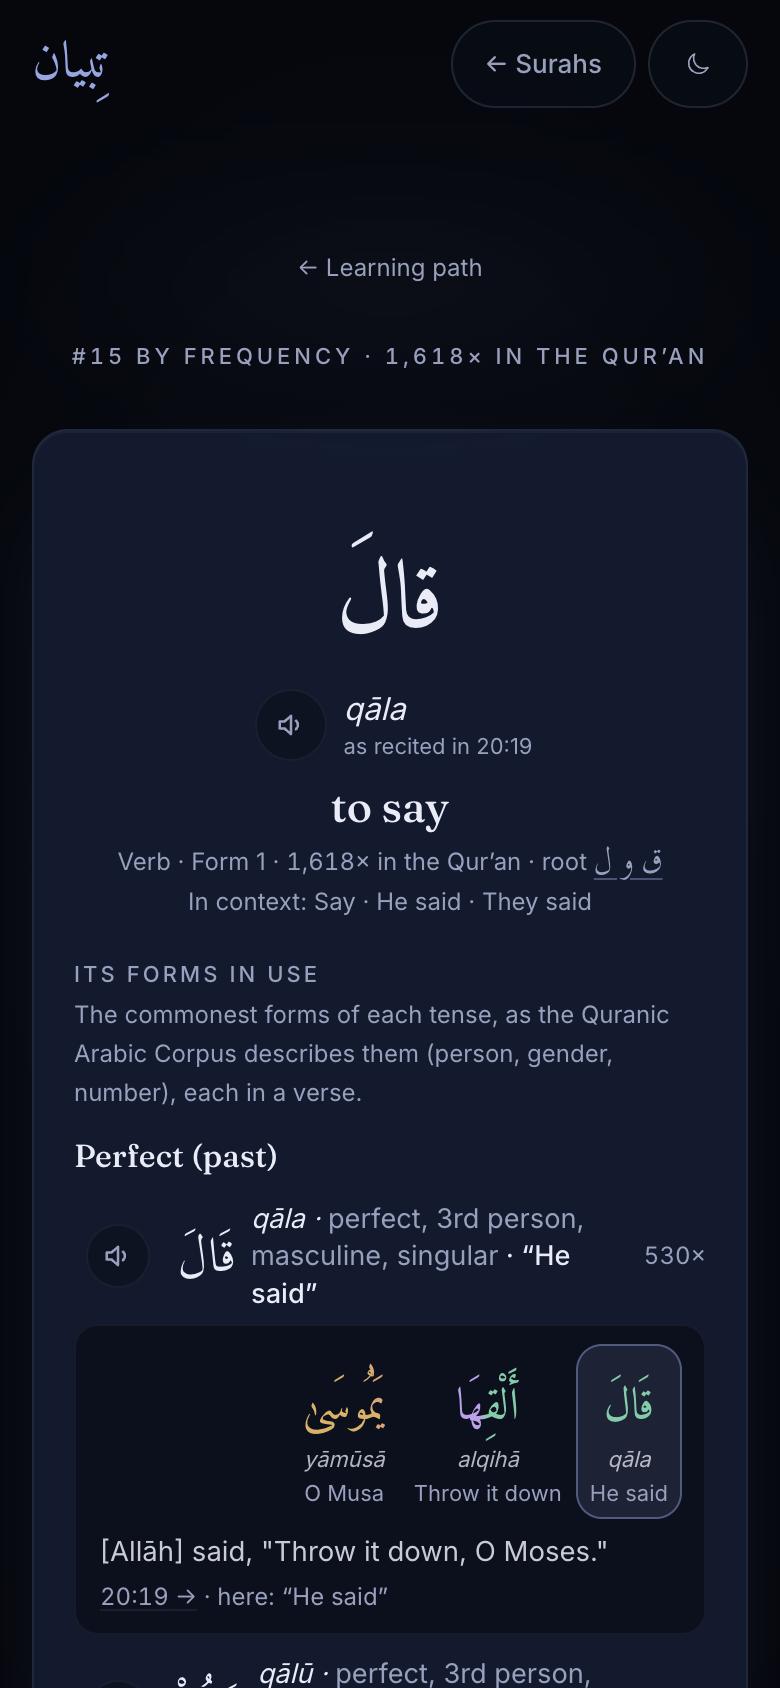 تِبيان
← Surahs
← Learning path
#15 BY FREQUENCY · 1,618× IN THE QUR’AN
قالَ
qāla
as recited in 20:19
to say
Verb · Form 1 · 1,618× in the Qur’an · root ق و ل
In context: Say · He said · They said
ITS FORMS IN USE
The commonest forms of each tense, as the Quranic
Arabic Corpus describes them (person, gender,
number), each in a verse.
Perfect (past)
قَالَ
qāla · perfect, 3rd person,
masculine, singular · “He
said”
530×
قَالَ أَلْقِهَا يَٰمُوسَىٰ
qāla alqihā yāmūsā
He said Throw it down O Musa
[Allāh] said, "Throw it down, O Moses."
20:19 → · here: “He said”
qālū · perfect, 3rd person,